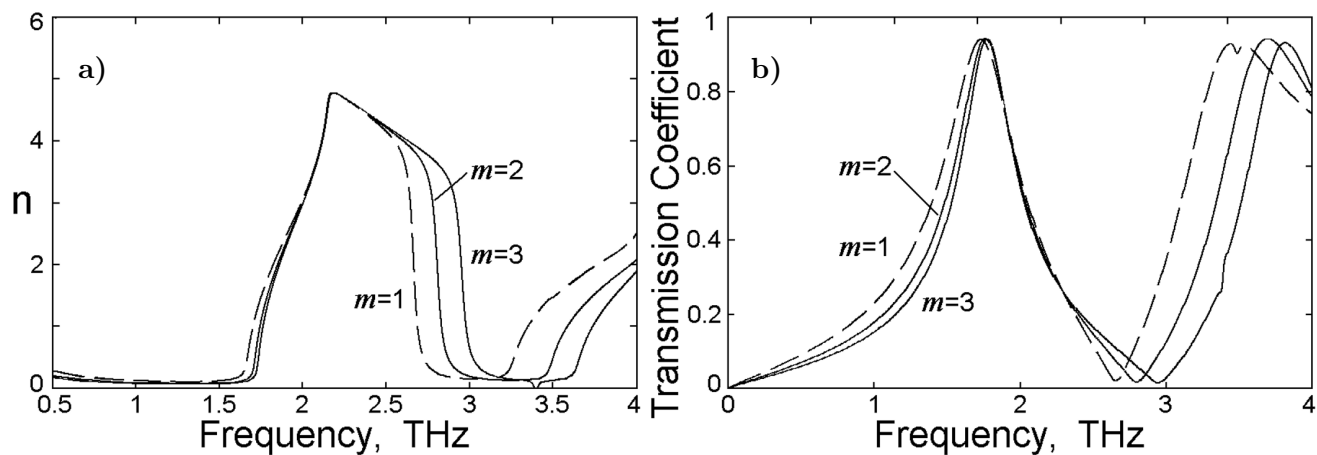 a)
n
6
4
2
0
m=2
m=3
m=1
0.5 1 1.5 2 2.5 3 3.5 4
Frequency, THz
b)
Transmission Coefficient
1
0.8
0.6
0.4
0.2
0
m=2
m=1
m=3
0 1 2 3 4
Frequency, THz